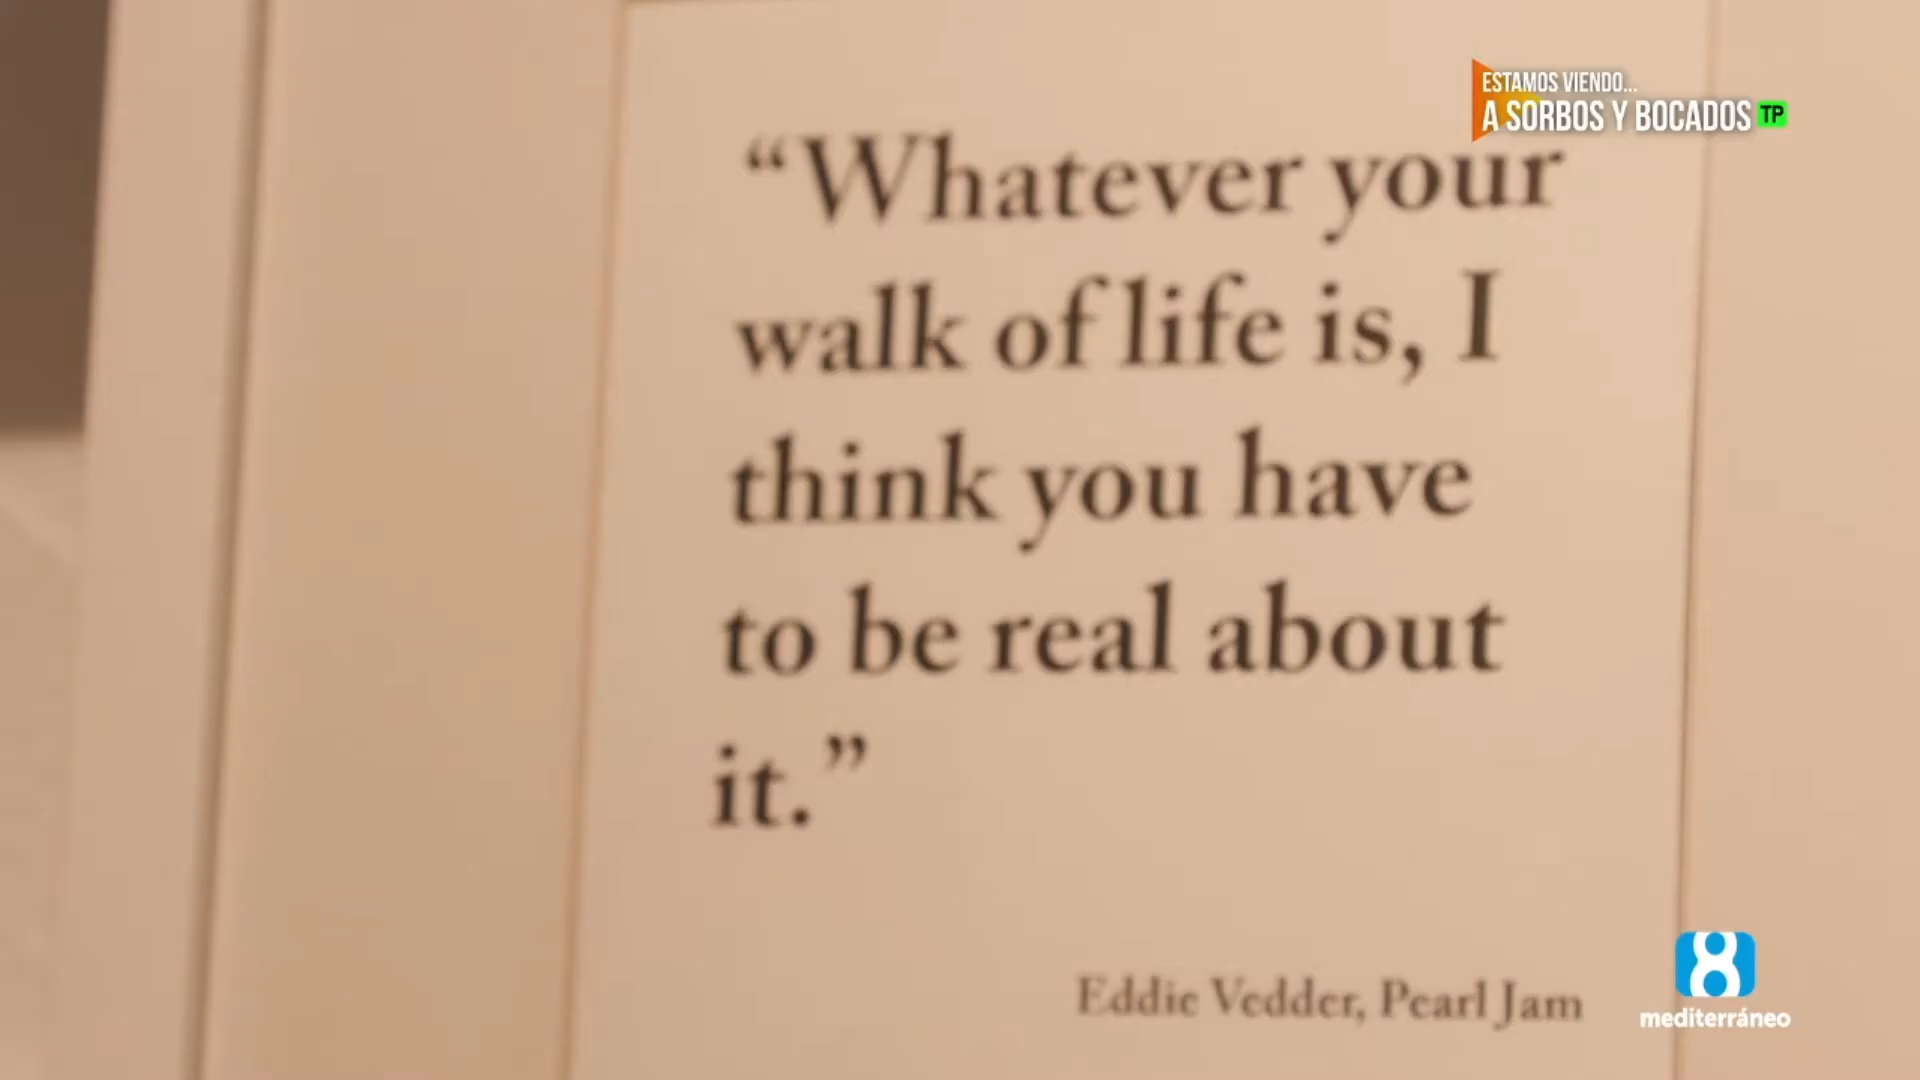 ESTAMOS VIENDO...
A SORBOS Y BOCADOS TP
“Whatever your
walk of life is, I
think you have
to be real about
it.”
Eddie Vedder, Pearl Jam
8
mediterráneo